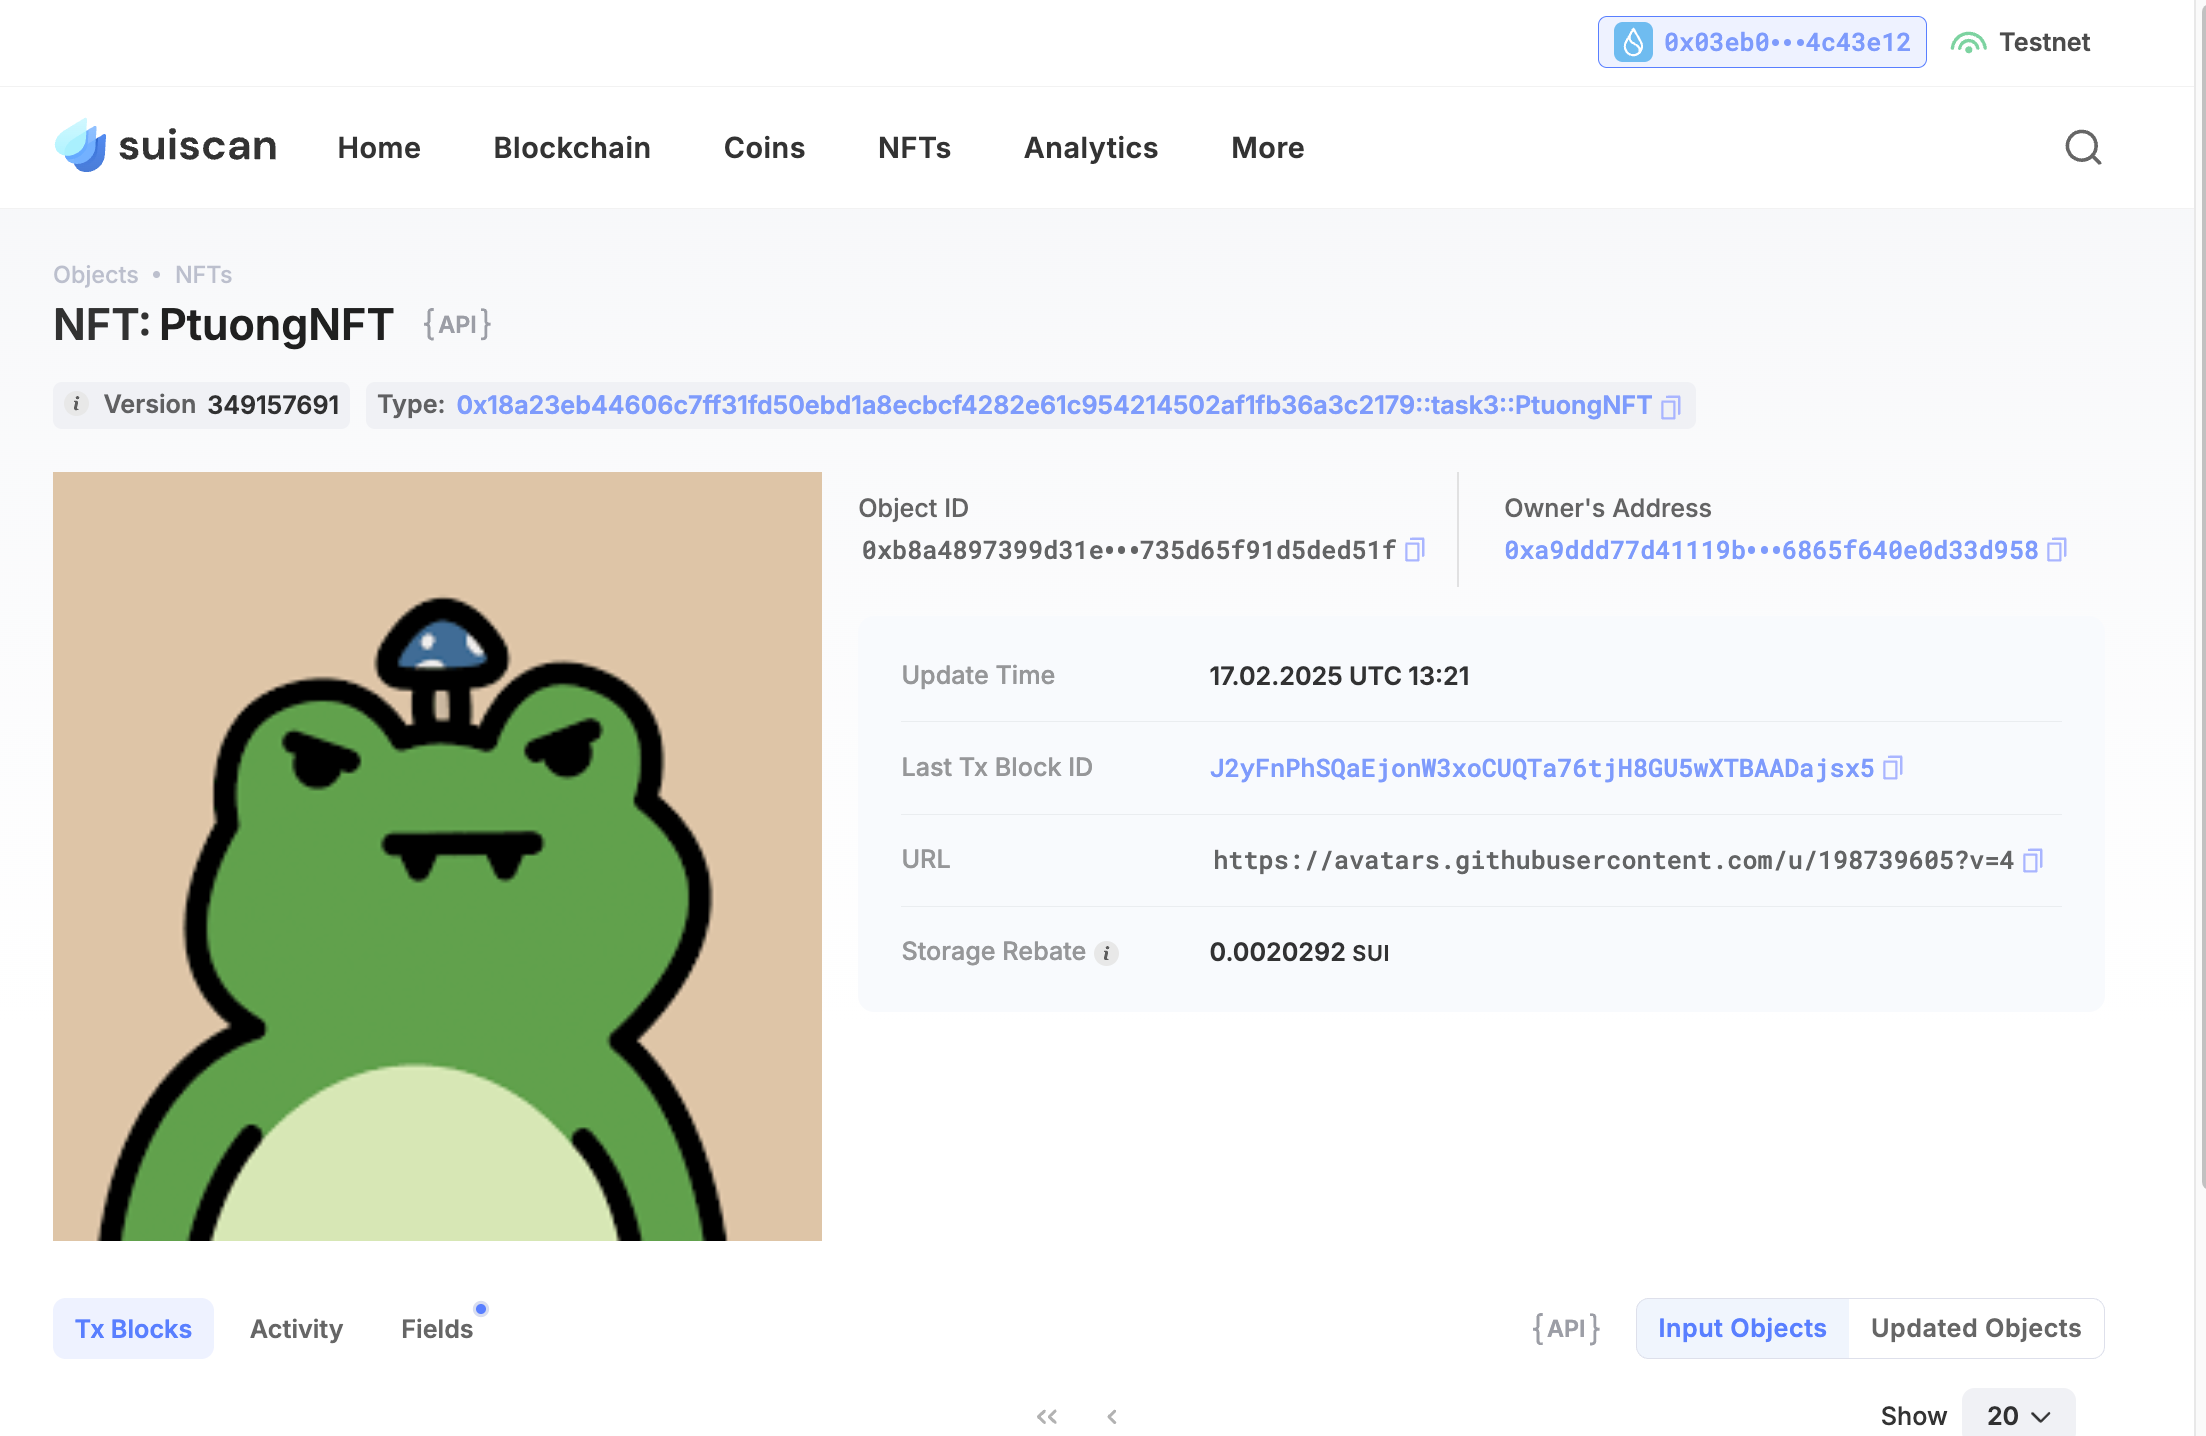 0x03eb0•••4c43e12 Testnet
suiscan Home Blockchain Coins NFTs Analytics More
Objects • NFTs
NFT: PtuongNFT {API}
i Version 349157691 Type: 0x18a23eb44606c7ff31fd50ebd1a8ecbcf4282e61c954214502af1fb36a3c2179::task3::PtuongNFT
Object ID Owner's Address
0xb8a4897399d31e•••735d65f91d5ded51f 0xa9ddd77d41119b•••6865f640e0d33d958
Update Time 17.02.2025 UTC 13:21
Last Tx Block ID J2yFnPhSQaEjonW3xoCUQTa76tjH8GU5wXTBAADajsx5
URL https://avatars.githubusercontent.com/u/198739605?v=4
Storage Rebate i 0.0020292 SUI
Tx Blocks Activity Fields {API} Input Objects Updated Objects
Show 20